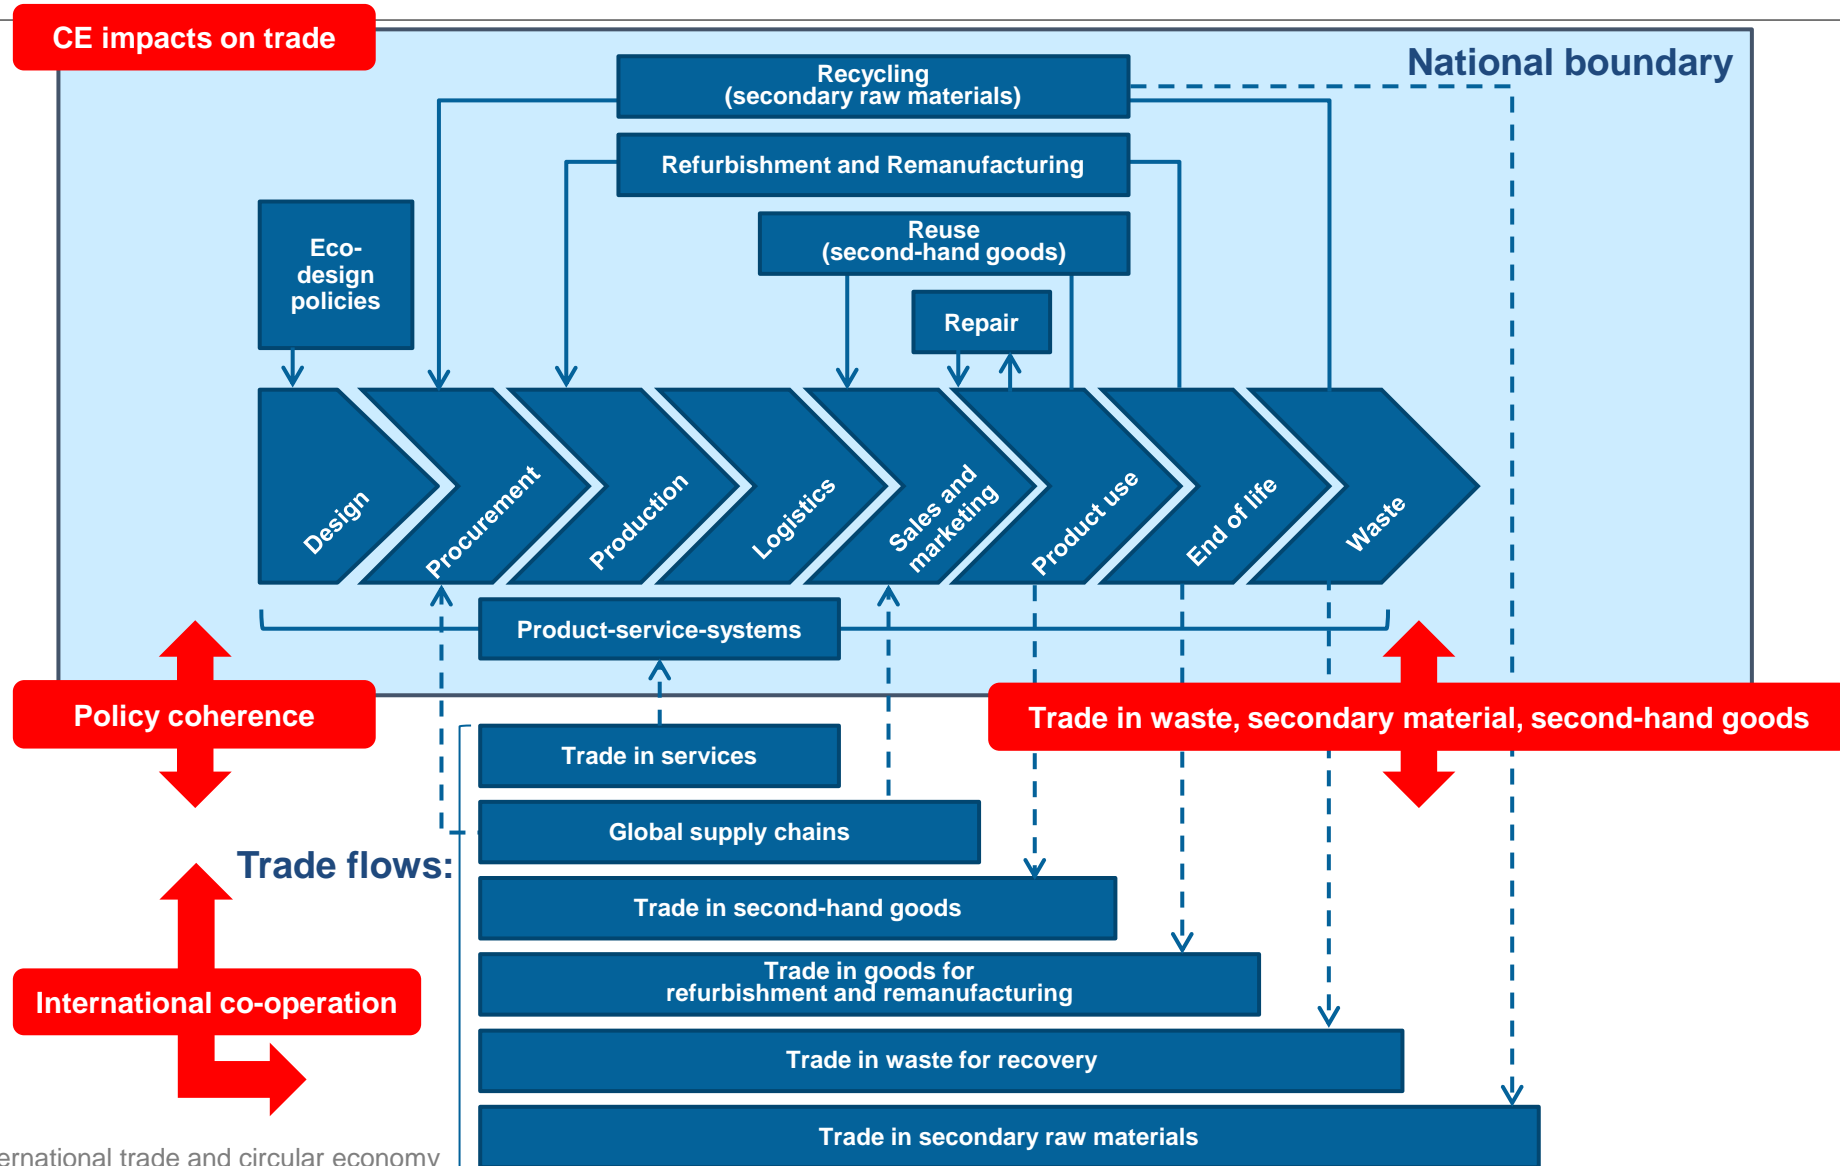 CE impacts on trade
National boundary
Recycling
(secondary raw materials)
Refurbishment and Remanufacturing
Reuse
(second-hand goods)
Eco-
design
policies
Repair
Design
Procurement
Production
Logistics
Sales and
marketing
Product use
End of life
Waste
Product-service-systems
Policy coherence
Trade in waste, secondary material, second-hand goods
Trade in services
Global supply chains
Trade flows:
Trade in second-hand goods
Trade in goods for
refurbishment and remanufacturing
International co-operation
Trade in waste for recovery
Trade in secondary raw materials
ernational trade and circular economy